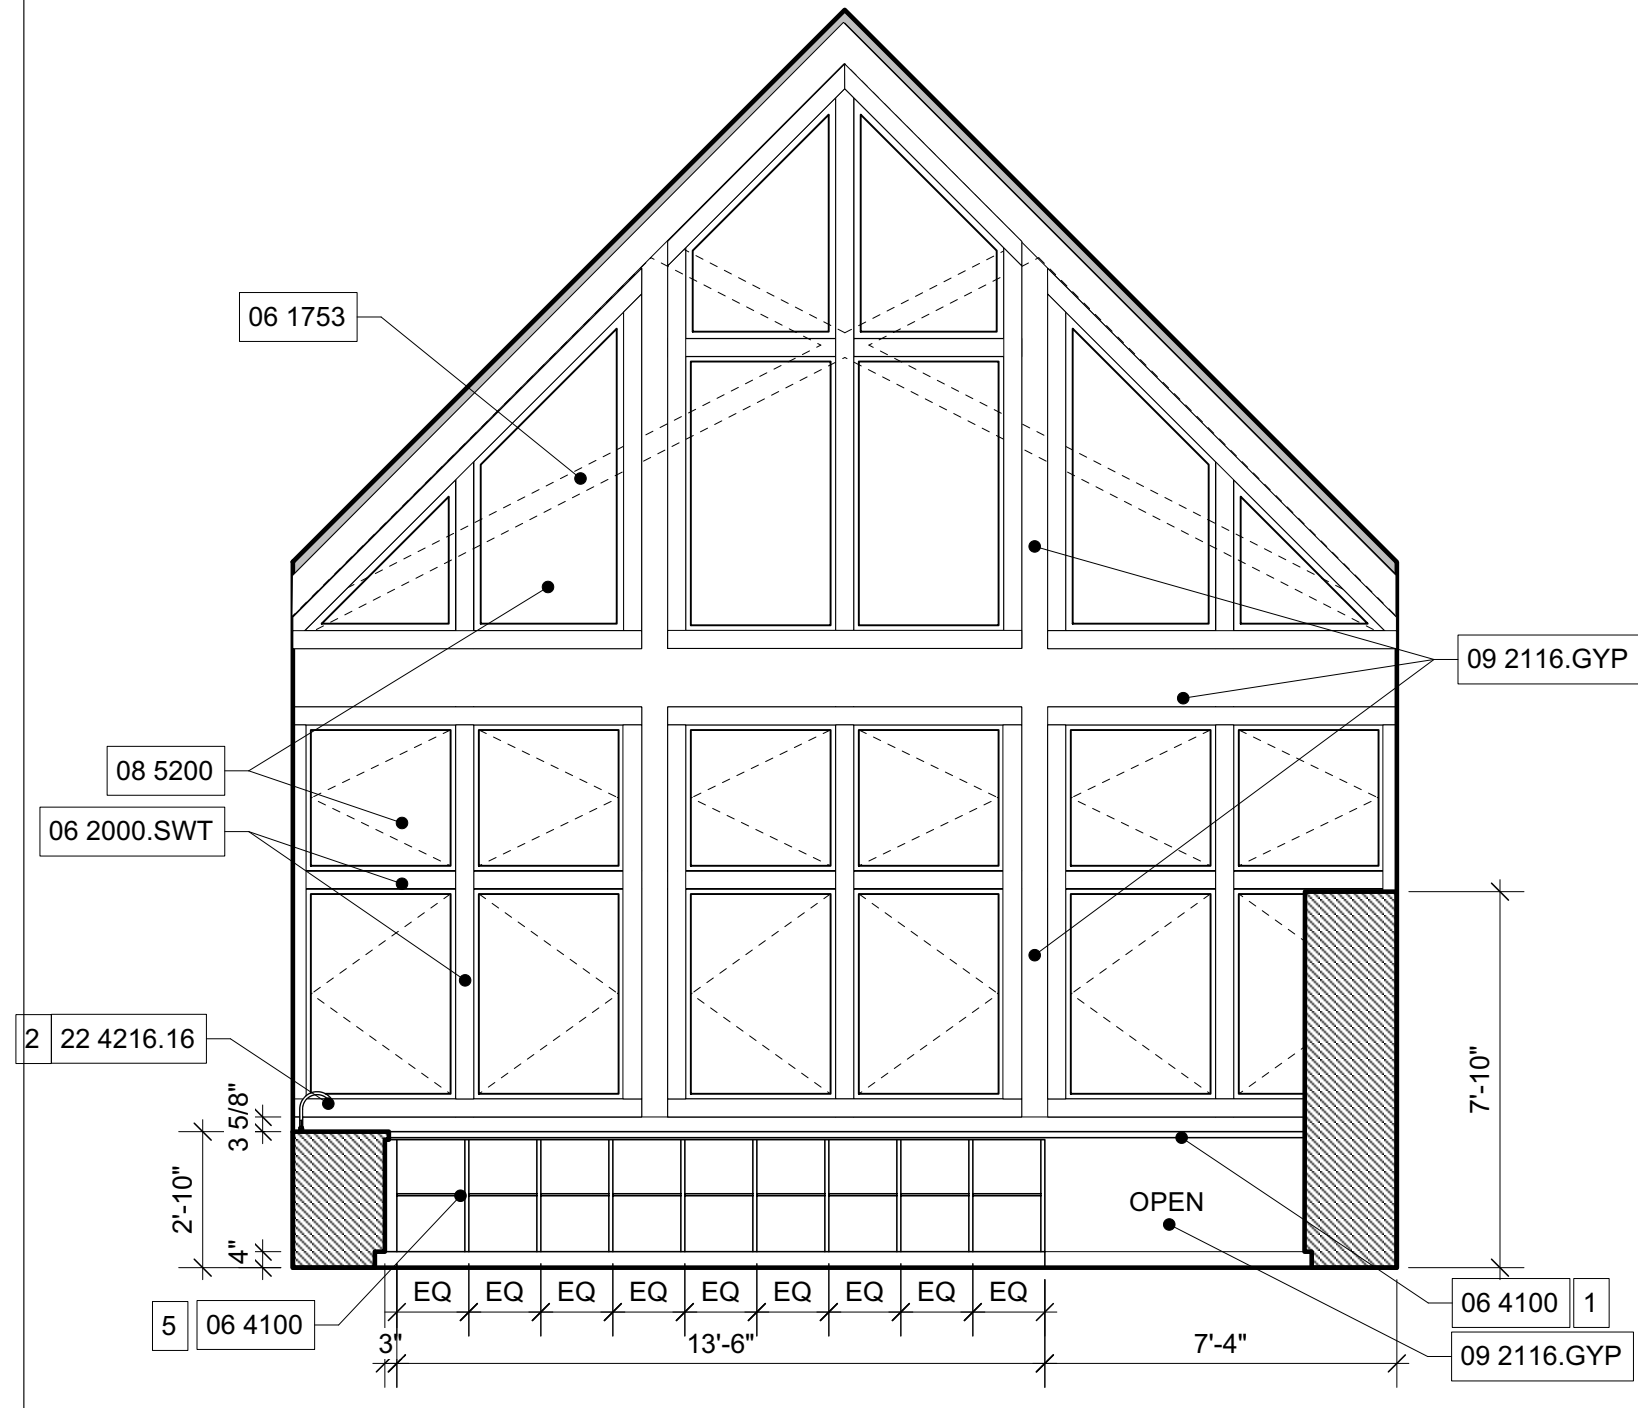 06 1753
09 2116.GYP
08 5200
06 2000.SWT
2 22 4216.16
3 5/8"
7'-10"
2'-10"
OPEN
4"
EQ EQ EQ EQ EQ EQ EQ EQ EQ
06 4100 1
5 06 4100
3" 13'-6" 7'-4"
09 2116.GYP